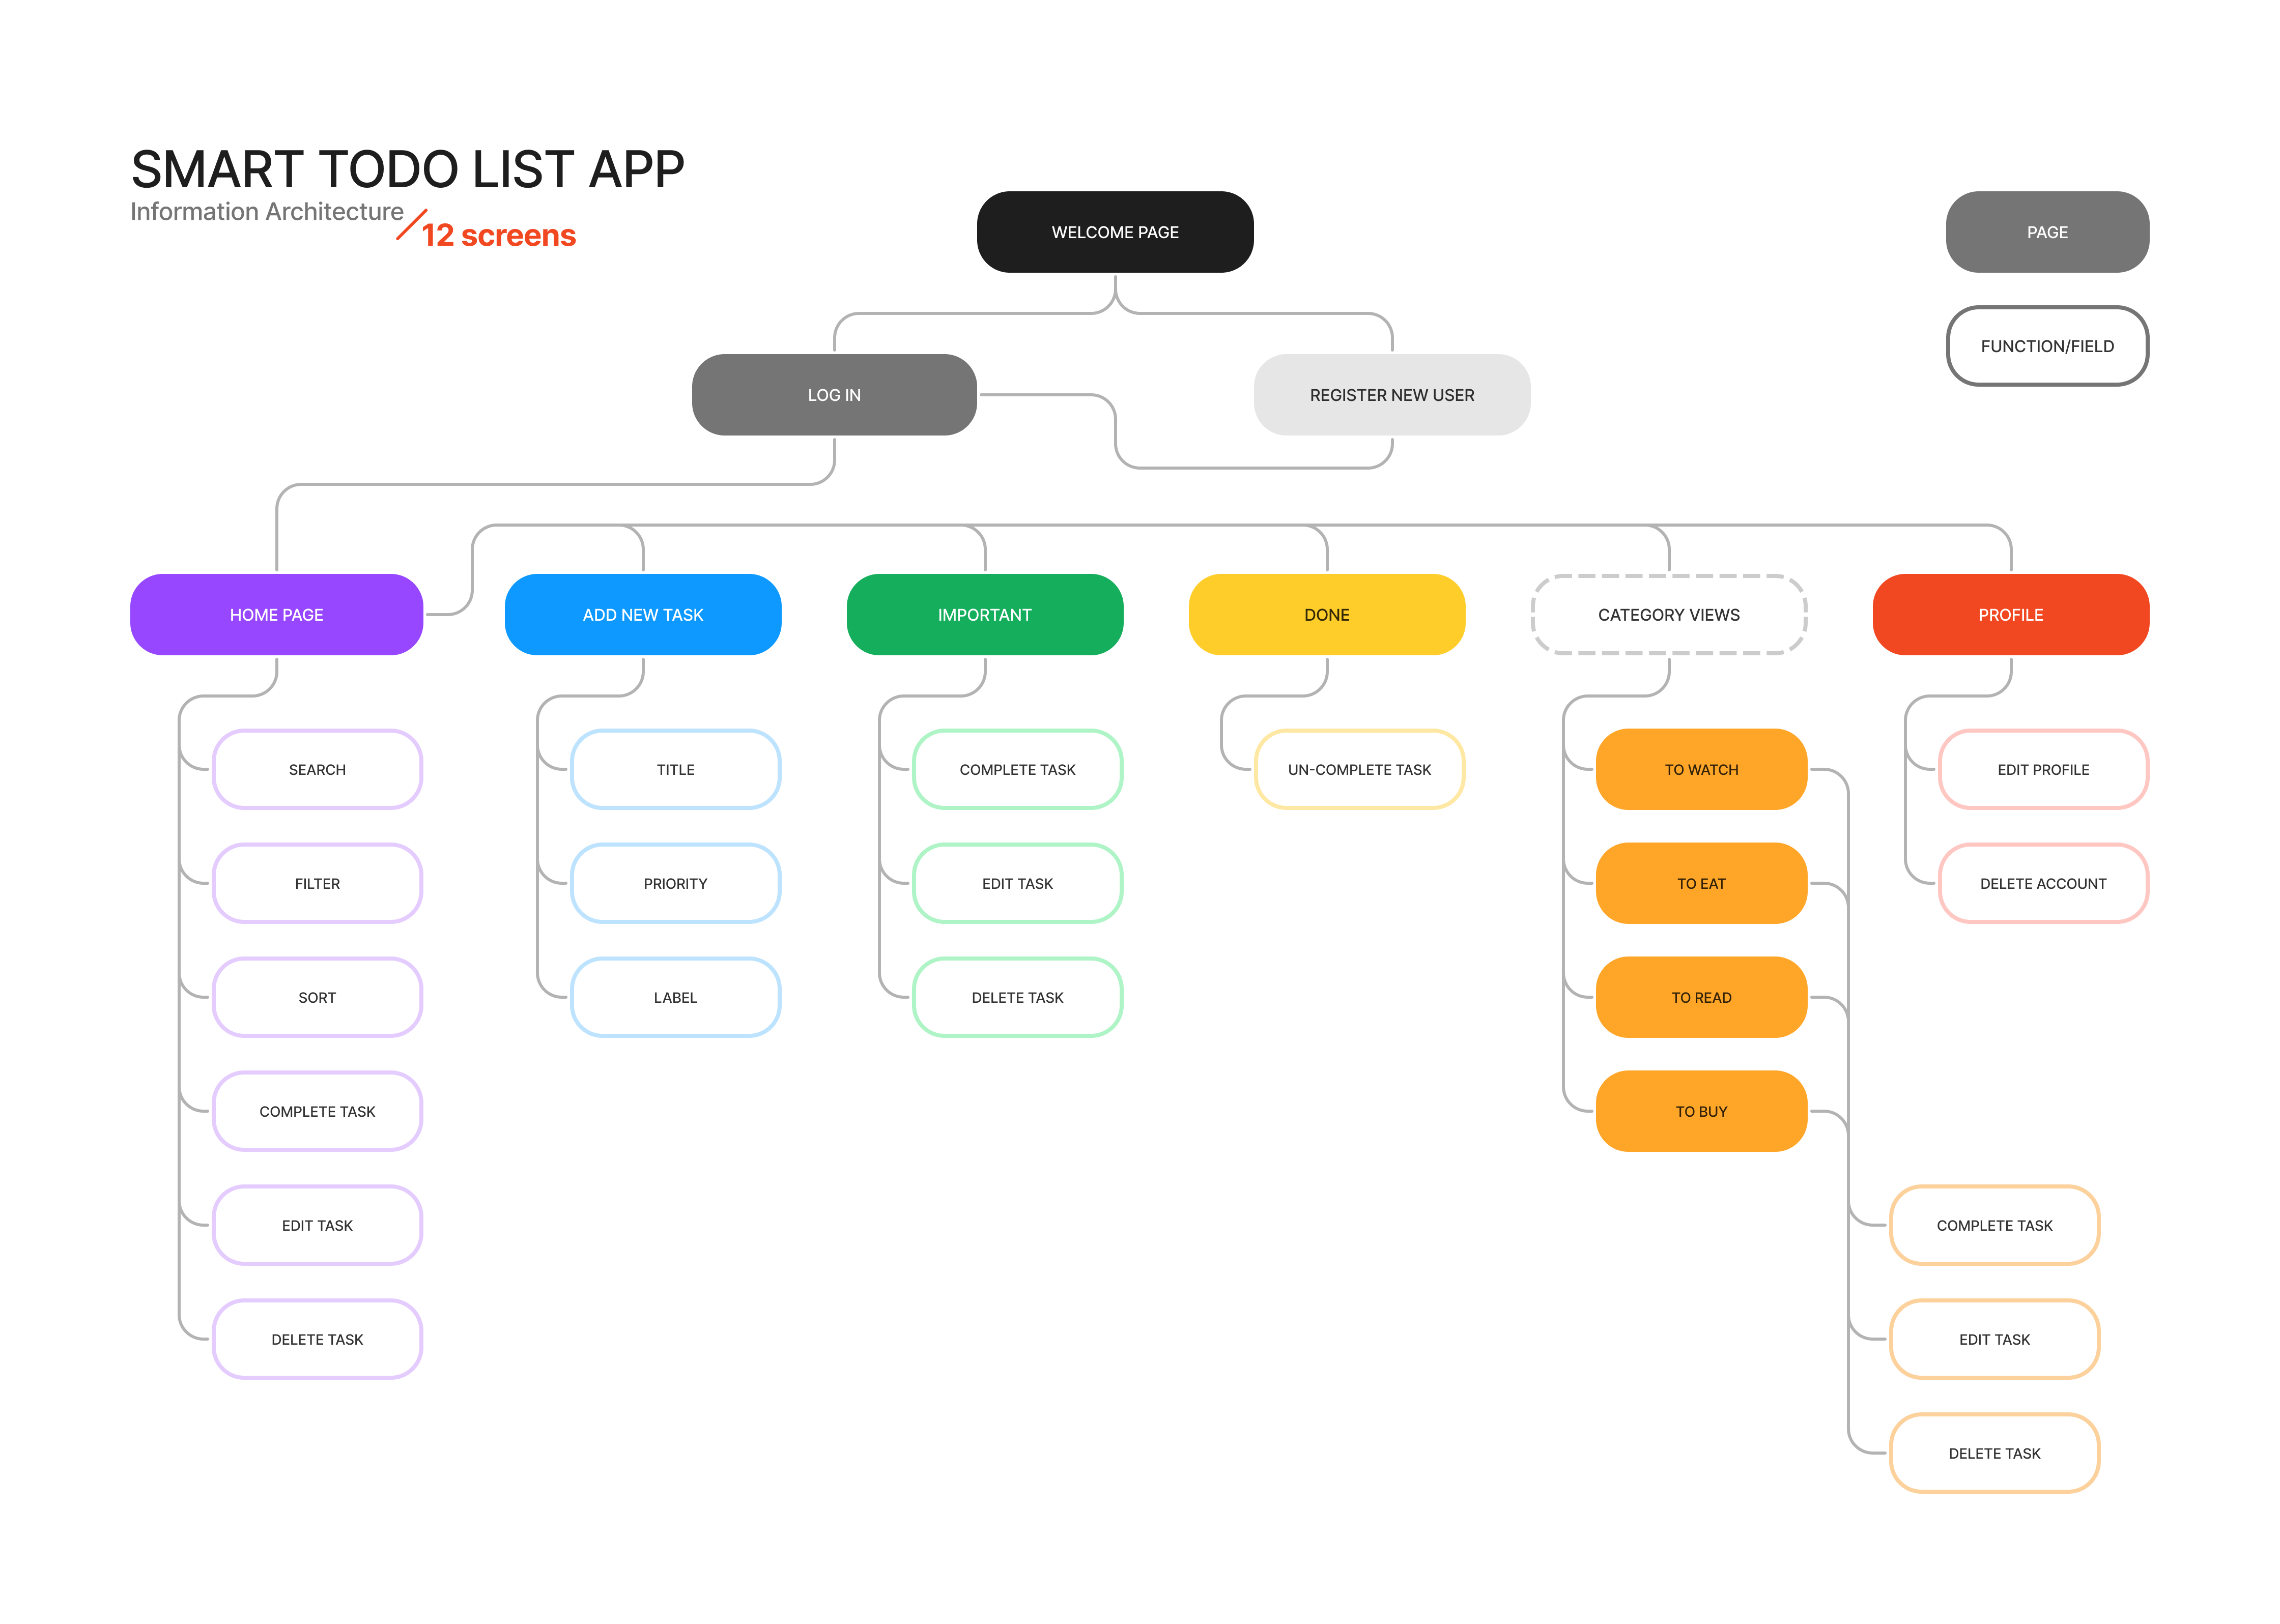 SMART TODO LIST APP
Information Architecture
12 screens
WELCOME PAGE
PAGE
FUNCTION/FIELD
LOG IN
REGISTER NEW USER
HOME PAGE
ADD NEW TASK
IMPORTANT
DONE
CATEGORY VIEWS
PROFILE
SEARCH
FILTER
SORT
COMPLETE TASK
EDIT TASK
DELETE TASK
TITLE
PRIORITY
LABEL
COMPLETE TASK
EDIT TASK
DELETE TASK
UN-COMPLETE TASK
TO WATCH
TO EAT
TO READ
TO BUY
COMPLETE TASK
EDIT TASK
DELETE TASK
EDIT PROFILE
DELETE ACCOUNT